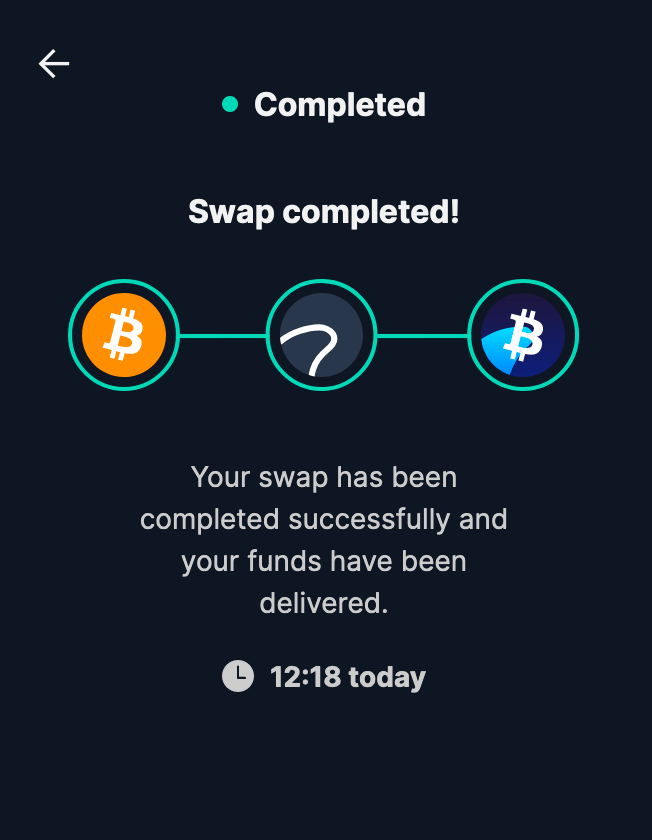 Completed
Swap completed!
Your swap has been
completed successfully and
your funds have been
delivered.
12:18 today